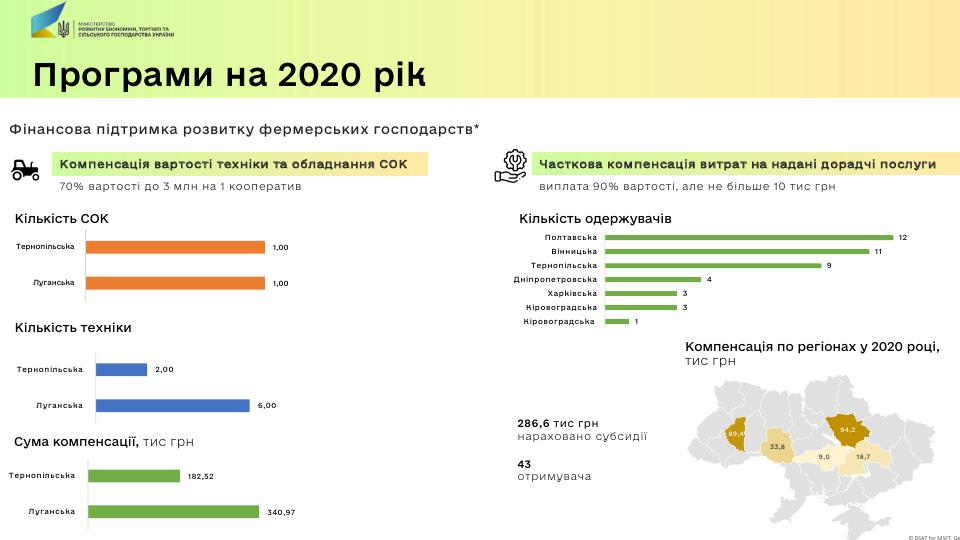 МІНІСТЕРСТВО
РОЗВИТКУ ЕКОНОМІКИ, ТОРГІВЛІ ТА
СІЛЬСЬКОГО ГОСПОДАРСТВА УКРАЇНИ
Програми на 2020 рік
Фінансова підтримка розвитку фермерських господарств*
Компенсація вартості техніки та обладнання СОК
70% вартості до 3 млн на 1 кооператив
Кількість СОК
Тернопільська 1,00
Луганська 1,00
Кількість техніки
Тернопільська 2,00
Луганська 6,00
Сума компенсації, тис грн
Тернопільська 182,52
Луганська 340,97
Часткова компенсація витрат на надані дорадчі послуги
виплата 90% вартості, але не більше 10 тис грн
Кількість одержувачів
Полтавська 12
Вінницька 11
Тернопільська 9
Дніпропетровська 4
Харківська 3
Кіровоградська 3
Кіровоградська 1
Компенсація по регіонах у 2020 році,
тис грн
286,6 тис грн
нараховано субсидії
43
отримувача
89,4
33,8
94,2
9,0
18,7
© DSAT for MSFT, Ge